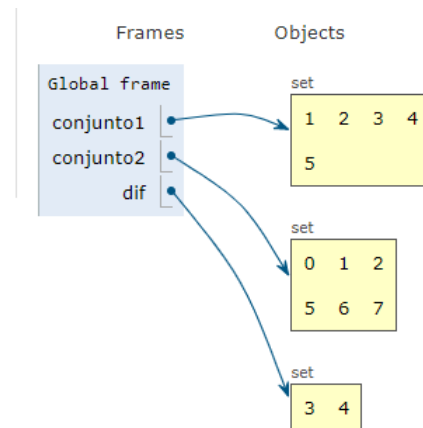 Frames Objects
Global frame
conjunto1
conjunto2
dif
set
1 2 3 4
5
set
0 1 2
5 6 7
set
3 4